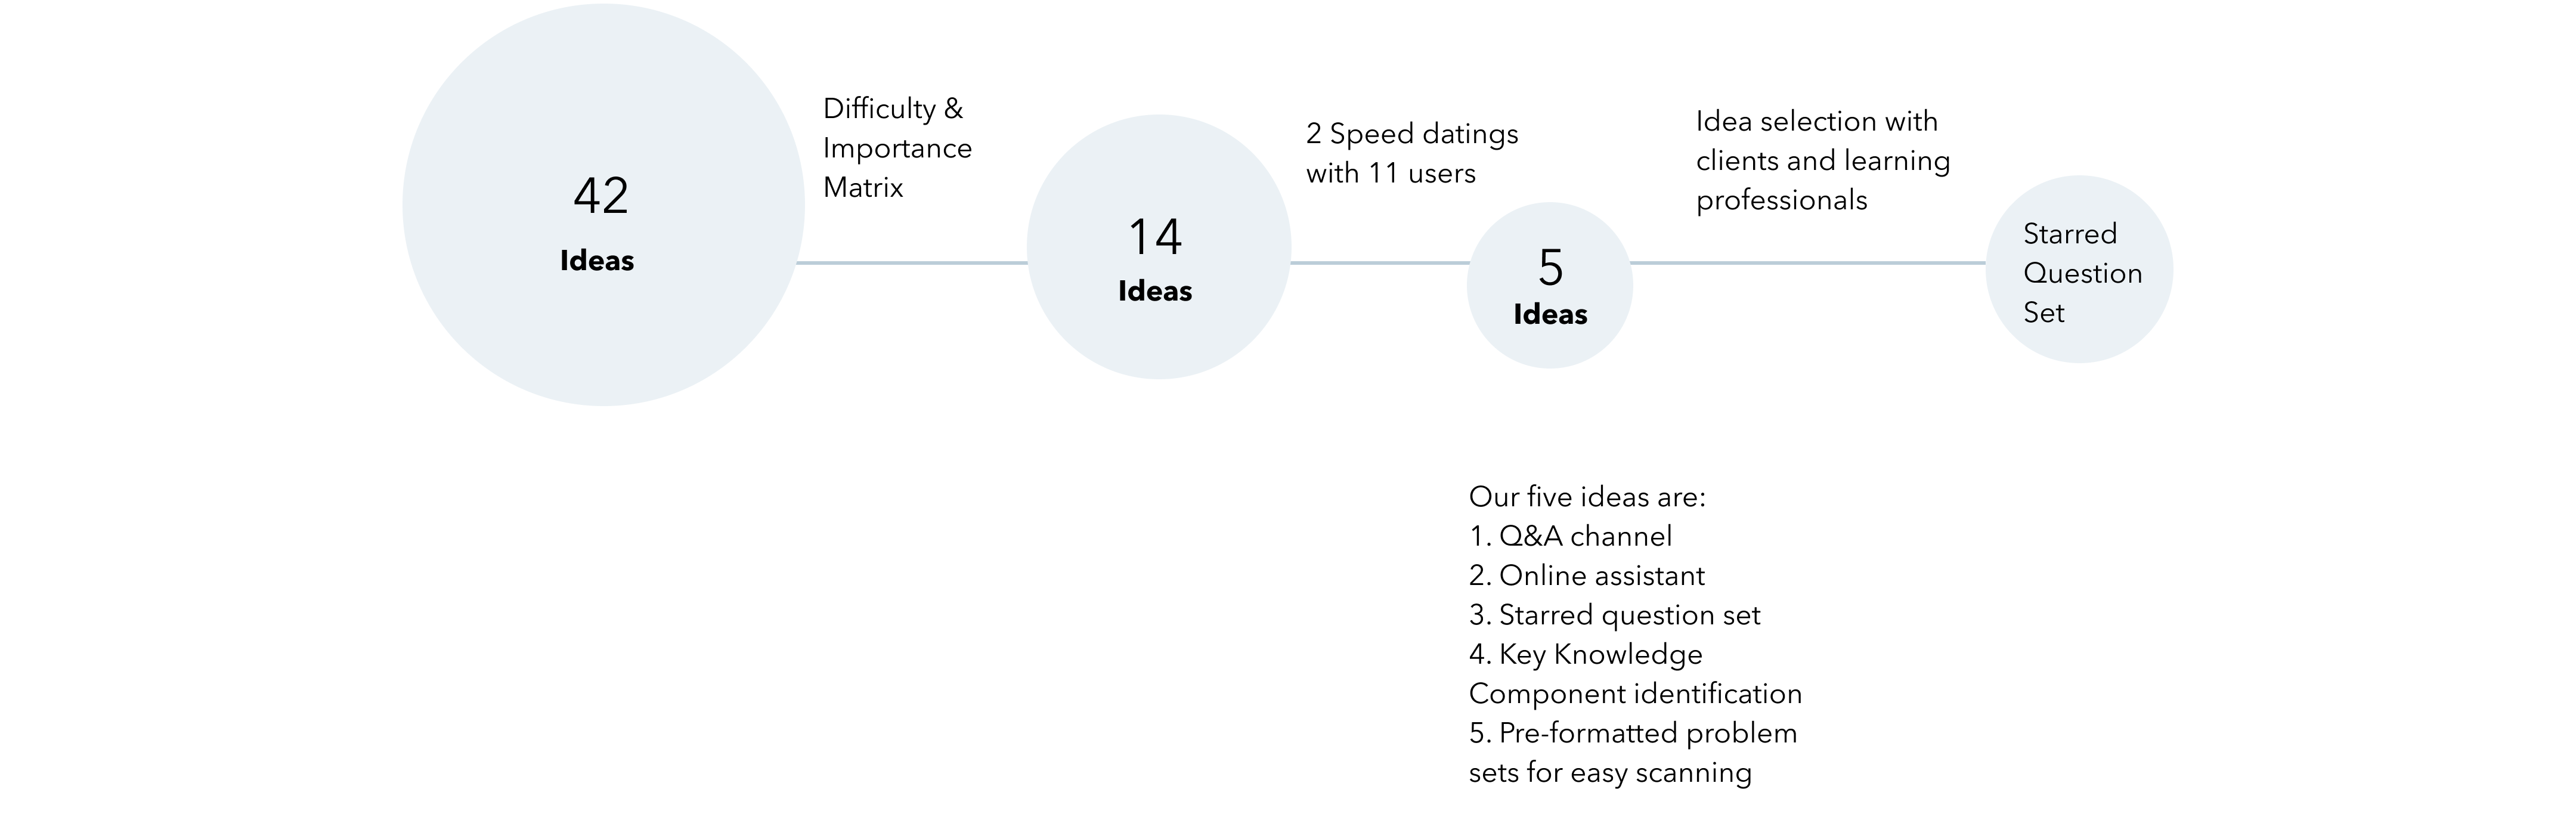 42
Ideas
Difficulty &
Importance
Matrix
14
Ideas
2 Speed datings
with 11 users
5
Ideas
Idea selection with
clients and learning
professionals
Starred
Question
Set
Our five ideas are:
1. Q&A channel
2. Online assistant
3. Starred question set
4. Key Knowledge
Component identification
5. Pre-formatted problem
sets for easy scanning